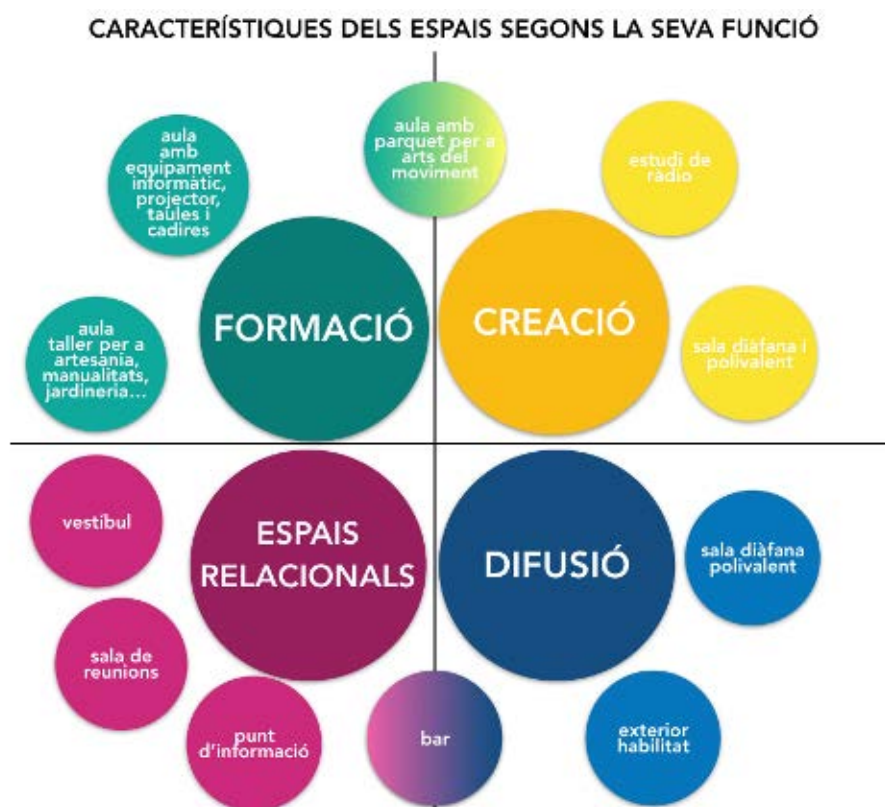 CARACTERÍSTIQUES DELS ESPAIS SEGONS LA SEVA FUNCIÓ
aula
amb
equipament
informàtic,
projector,
taules i
cadires
aula amb
parquet per a
arts del
moviment
estudi de
ràdio
FORMACIÓ
CREACIÓ
aula
taller per a
artesania,
manualitats,
jardineria...
sala diàfana i
polivalent
vestíbul
ESPAIS
RELACIONALS
DIFUSIÓ
sala diàfana
polivalent
sala de
reunions
punt
d'informació
bar
exterior
habilitat